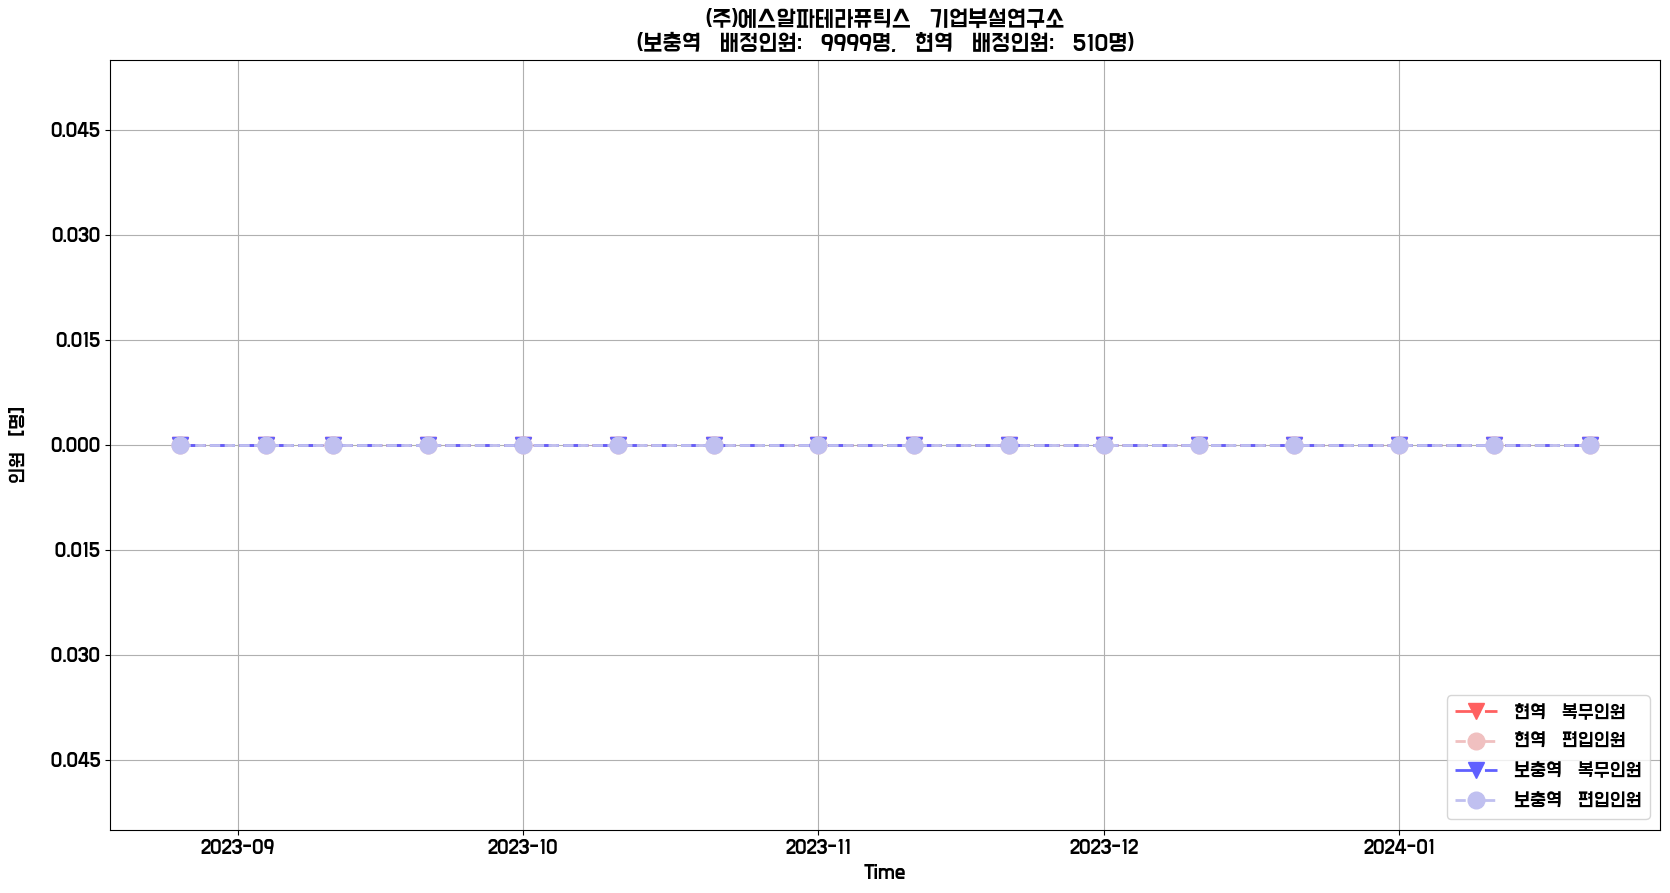 (주)에스알파테라퓨틱스 기업부설연구소
(보충역 배정인원: 9999명, 현역 배정인원: 510명)
0.045
0.030
0.015
0.000
0.015
0.030
0.045
인원 [명]
현역 복무인원
현역 편입인원
보충역 복무인원
보충역 편입인원
2023-09 2023-10 2023-11 2023-12 2024-01
Time